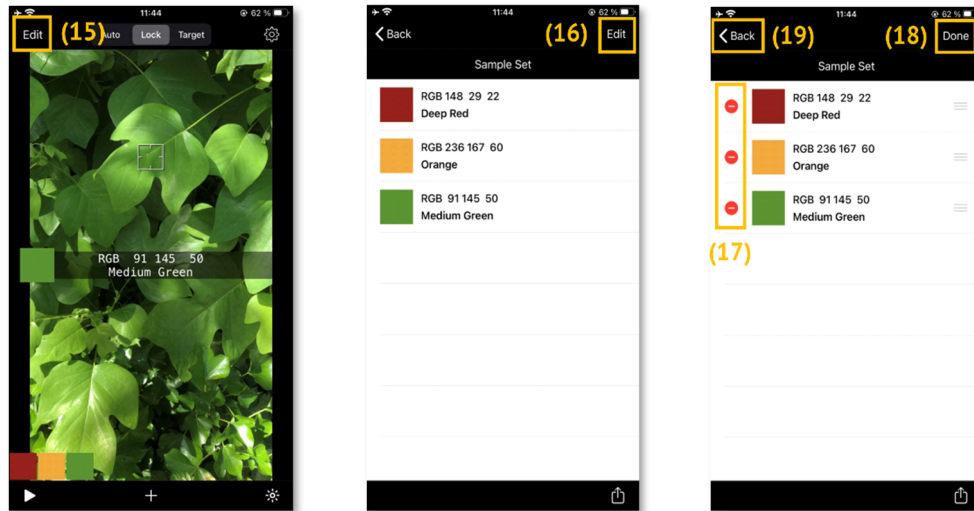 11:44
62 %
Edit
(15)
uto
Lock
Target
RGB 91 145 50
Medium Green
11:44
62 %
Back
(16)
Edit
Sample Set
RGB 148 29 22
Deep Red
RGB 236 167 60
Orange
RGB 91 145 50
Medium Green
11:44
62 %
Back
(19)
(18)
Done
Sample Set
RGB 148 29 22
Deep Red
RGB 236 167 60
Orange
RGB 91 145 50
Medium Green
(17)